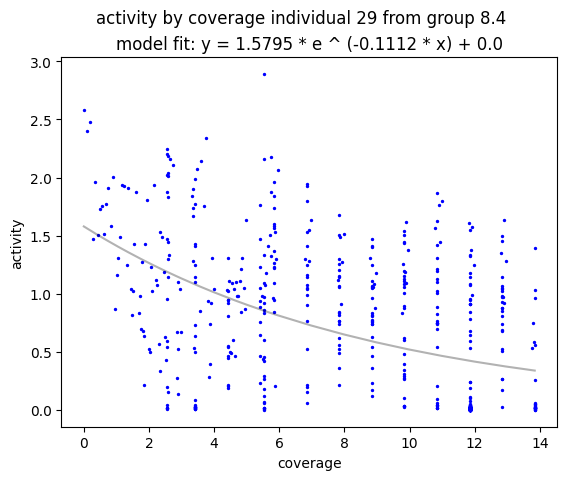 activity by coverage individual 29 from group 8.4
model fit: y = 1.5795 * e ^ (-0.1112 * x) + 0.0
3.0
2.5
2.0
1.5
1.0
0.5
0.0
activity
0 2 4 6 8 10 12 14
coverage